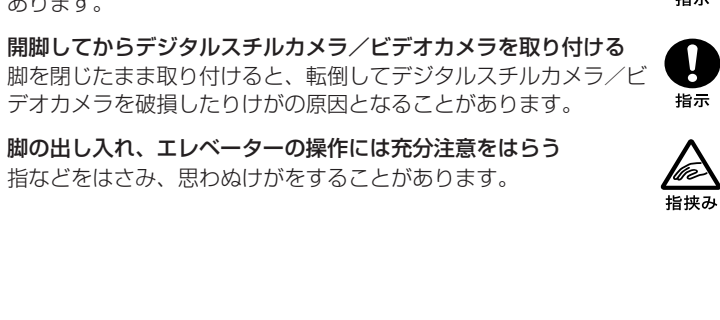 あります。
指示
開脚してからデジタルスチルカメラ／ビデオカメラを取り付ける
脚を閉じたまま取り付けると、転倒してデジタルスチルカメラ／ビ
デオカメラを破損したりけがの原因となることがあります。
指示
脚の出し入れ、エレベーターの操作には充分注意をはらう
指などをはさみ、思わぬけがをすることがあります。
指挟み